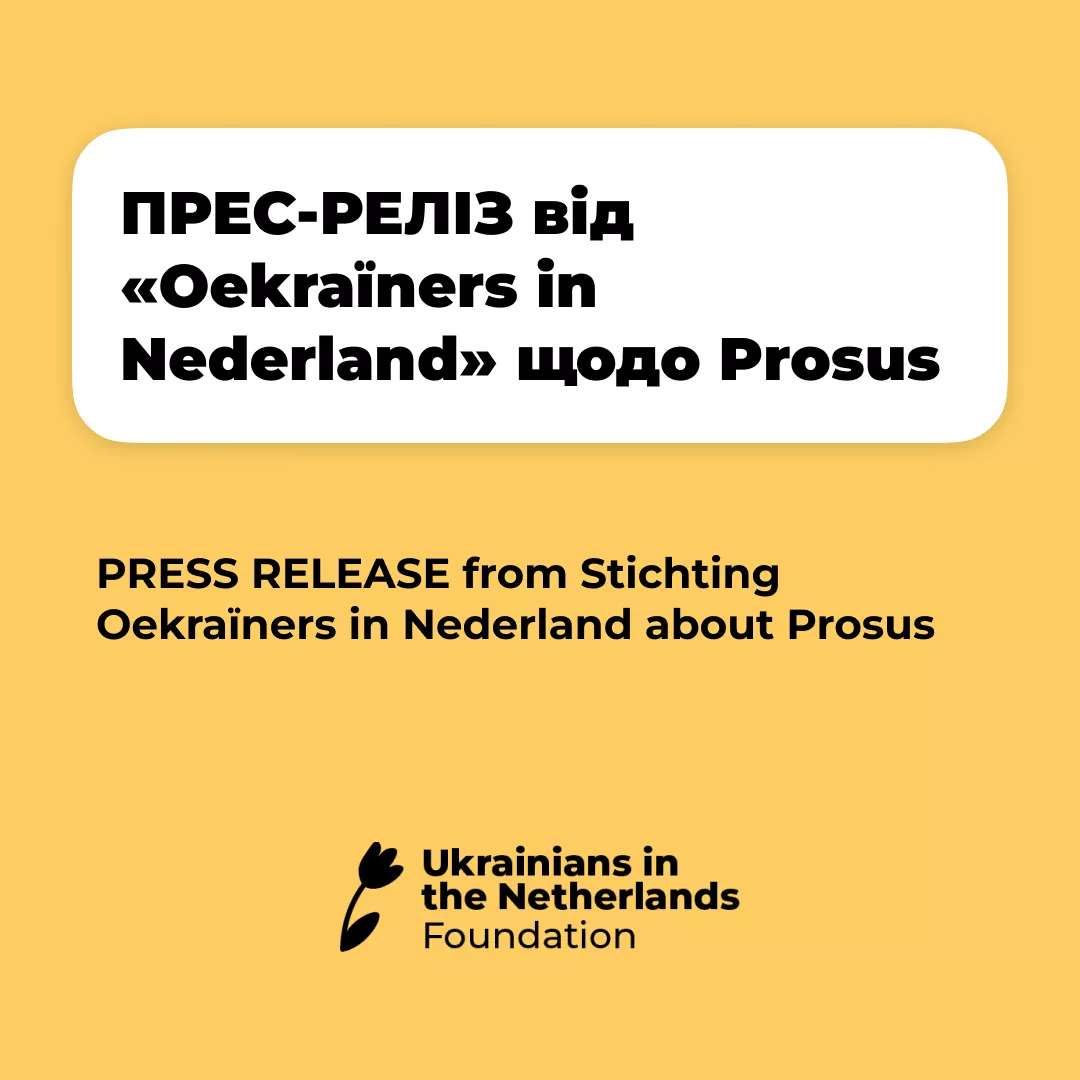 ПРЕС-РЕЛІЗ від
«Oekraïners in
Nederland» щодо Prosus
PRESS RELEASE from Stichting
Oekraïners in Nederland about Prosus
Ukrainians in
the Netherlands
Foundation